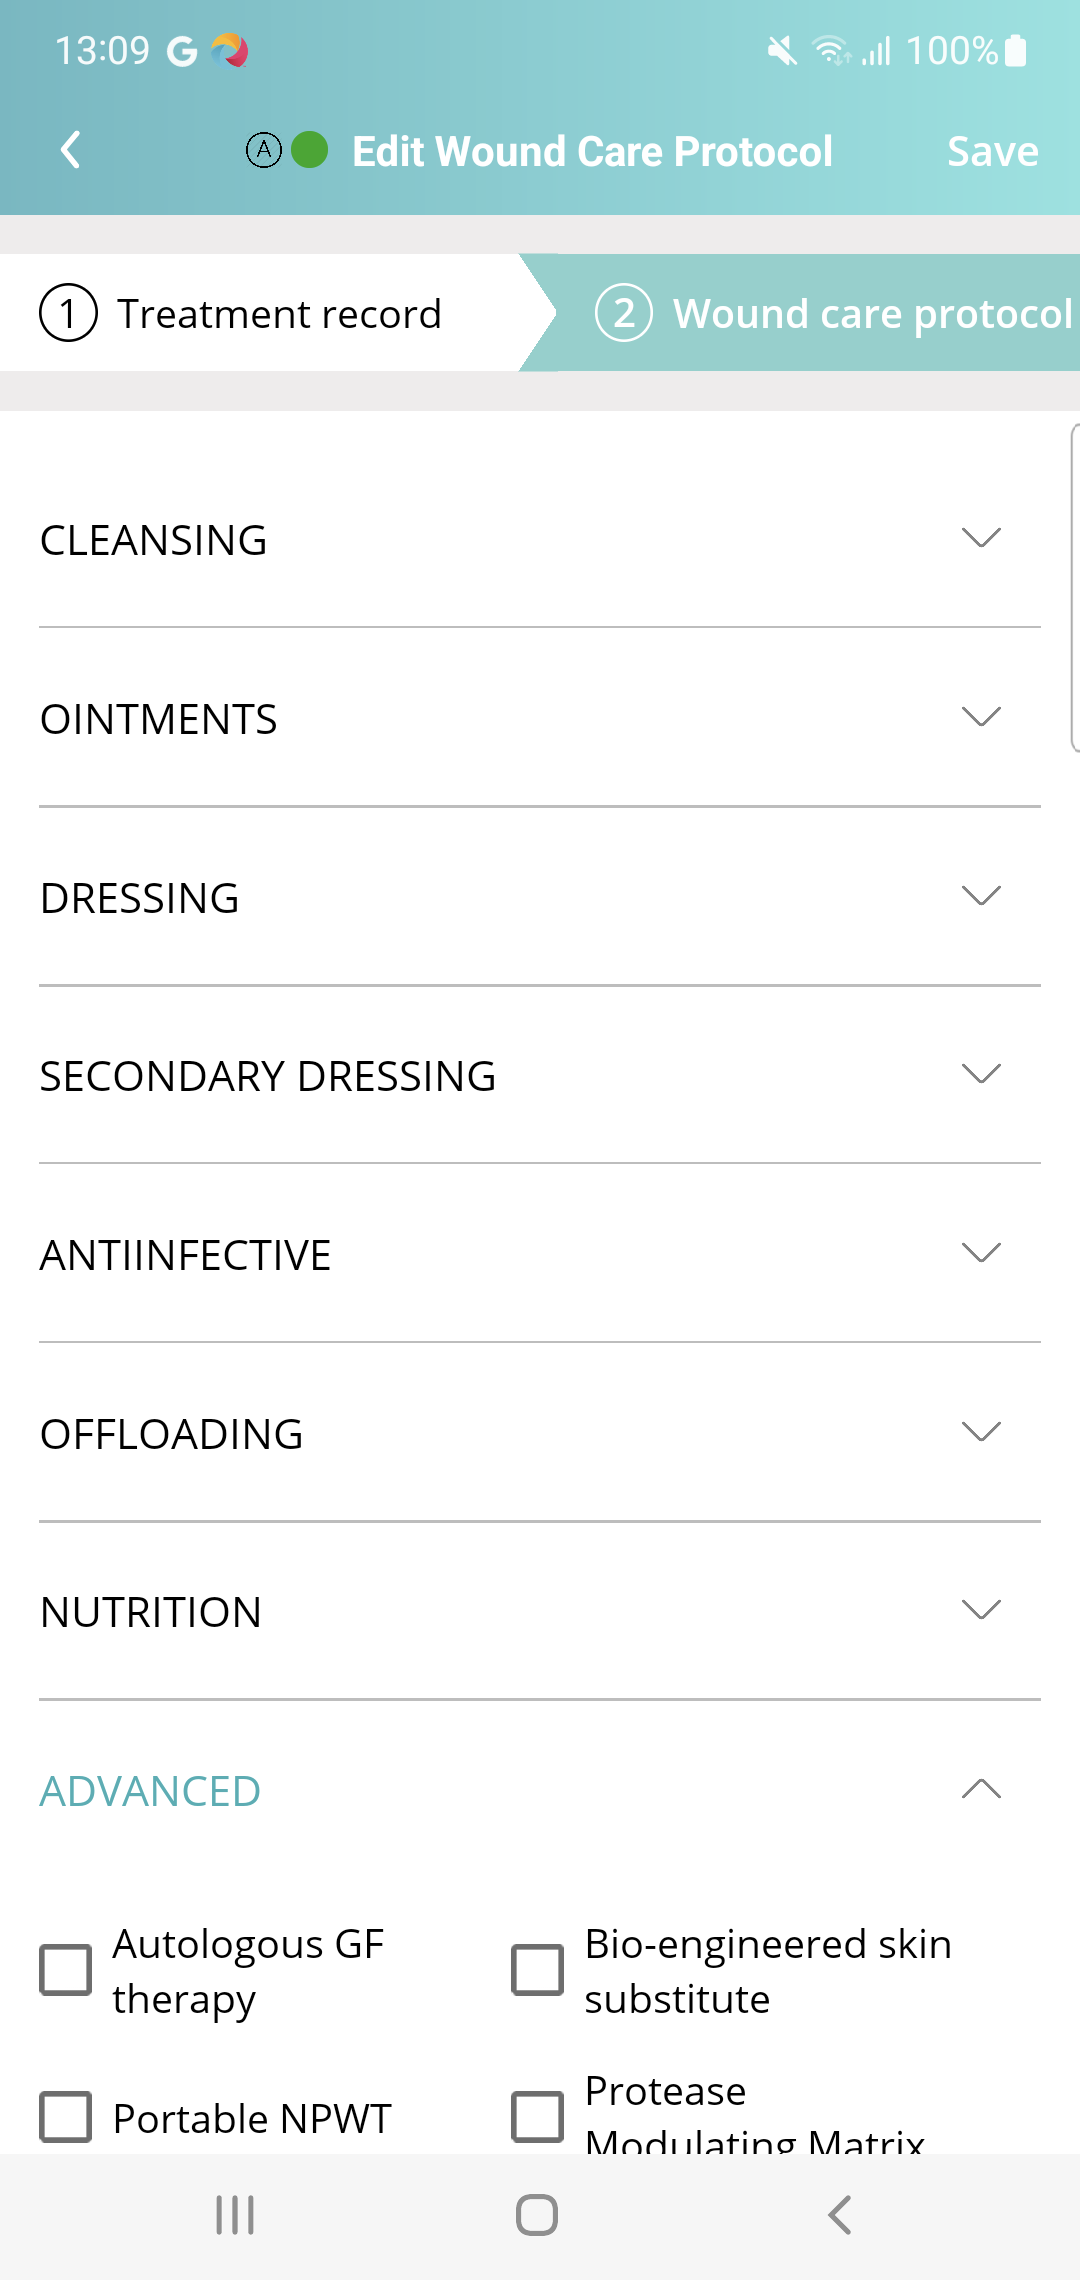 13:09 G 100%
A Edit Wound Care Protocol Save
1 Treatment record 2 Wound care protocol
CLEANSING
OINTMENTS
DRESSING
SECONDARY DRESSING
ANTIINFECTIVE
OFFLOADING
NUTRITION
ADVANCED
Autologous GF
therapy
Bio-engineered skin
substitute
Portable NPWT
Protease
Modulating Matrix